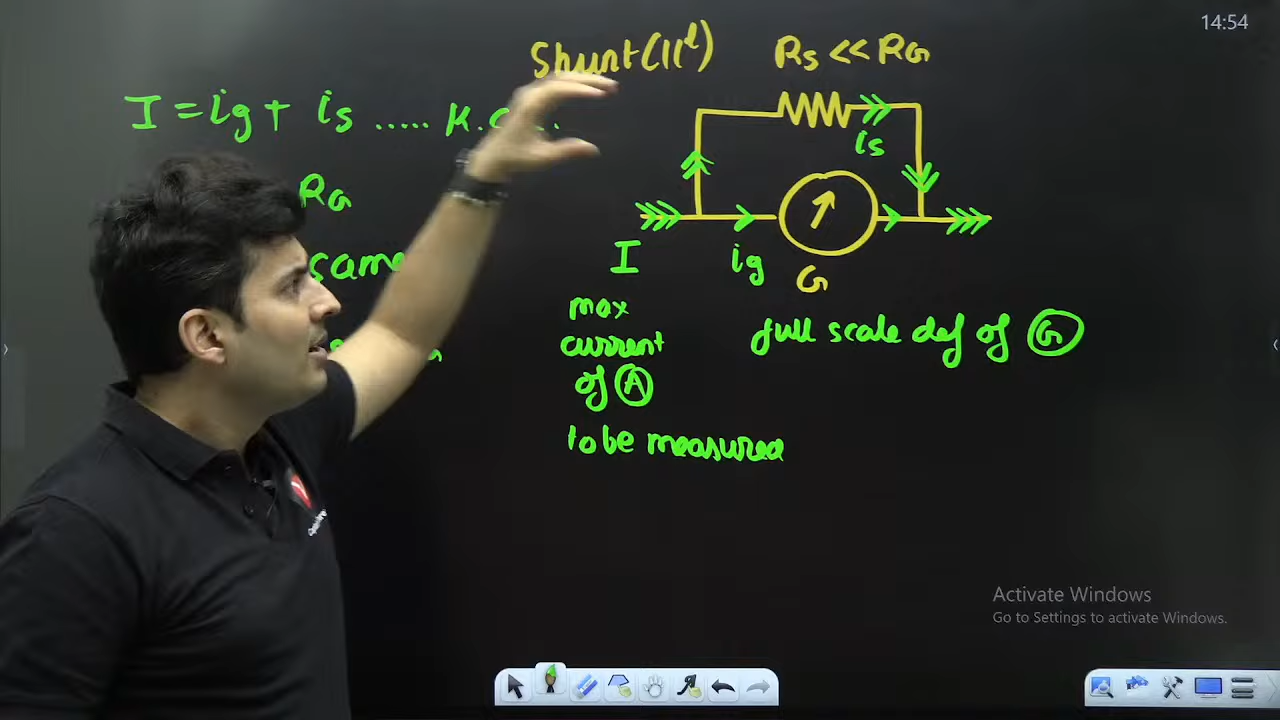 14:54
Shunt (||l) Rs << RG
I = ig + is ..... K.C
is
RG
I
ig
G
same
max
current
of A
to be measured
full scale def of G
Activate Windows
Go to Settings to activate Windows.